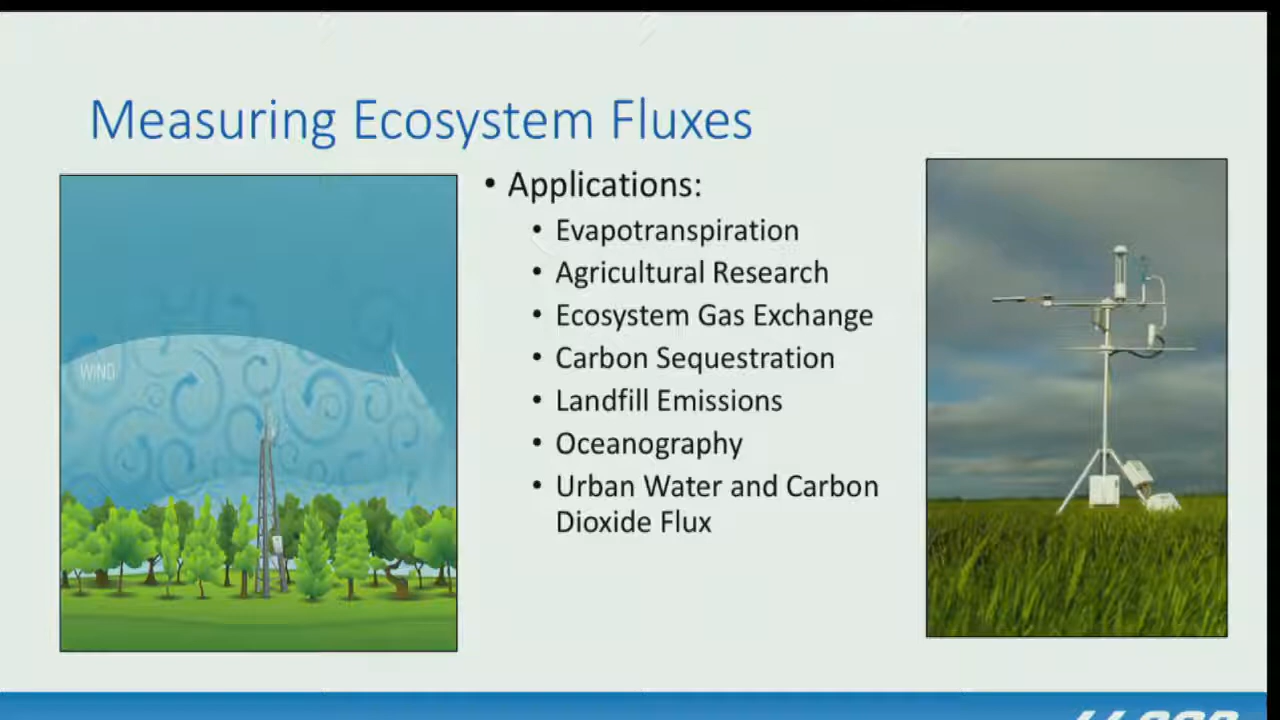 Measuring Ecosystem Fluxes
• Applications:
• Evapotranspiration
• Agricultural Research
• Ecosystem Gas Exchange
• Carbon Sequestration
• Landfill Emissions
• Oceanography
• Urban Water and Carbon
Dioxide Flux
WIND